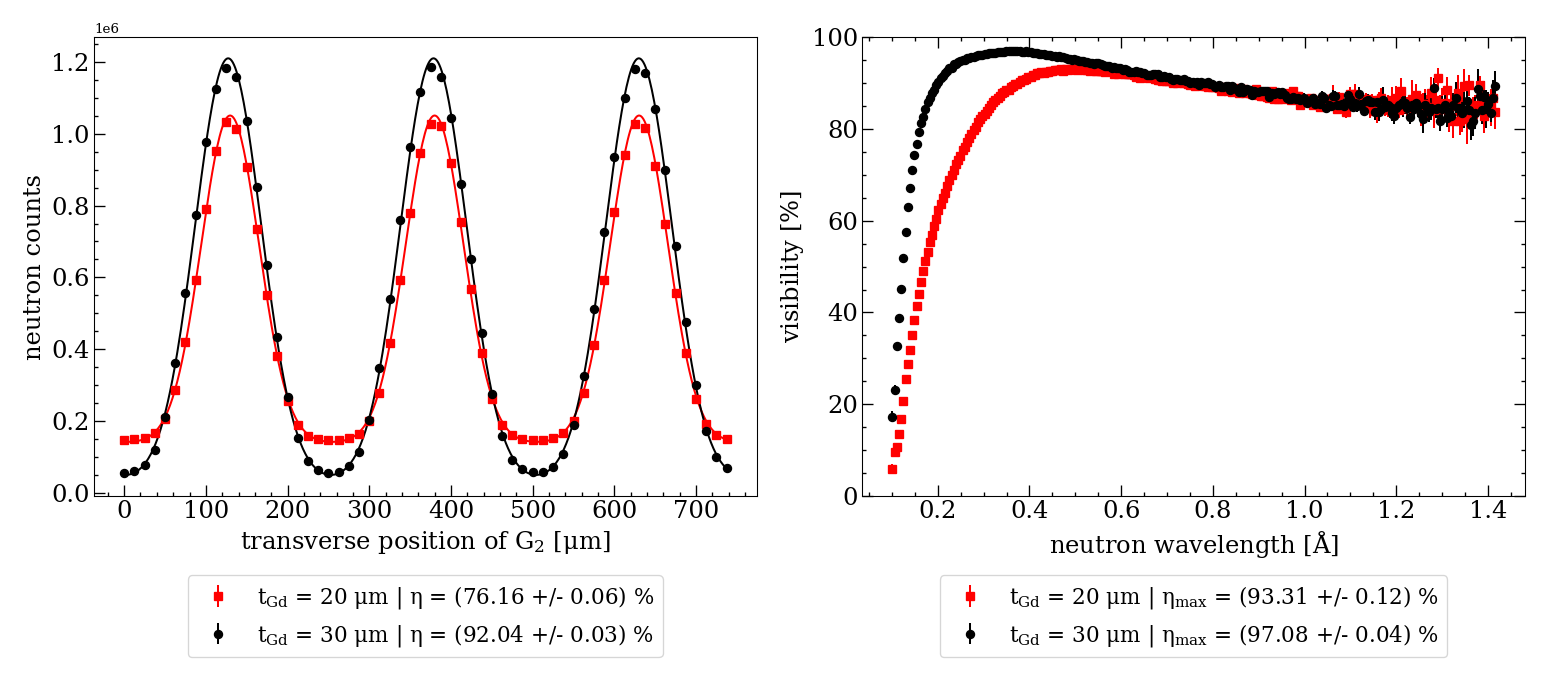 1e6
1.2
1.0
0.8
0.6
0.4
0.2
0.0
neutron counts
0 100 200 300 400 500 600 700
transverse position of G₂ [μm]
t_Gd = 20 μm | η = (76.16 +/- 0.06) %
t_Gd = 30 μm | η = (92.04 +/- 0.03) %
100
80
60
40
20
0
visibility [%]
0.2 0.4 0.6 0.8 1.0 1.2 1.4
neutron wavelength [Å]
t_Gd = 20 μm | η_max = (93.31 +/- 0.12) %
t_Gd = 30 μm | η_max = (97.08 +/- 0.04) %